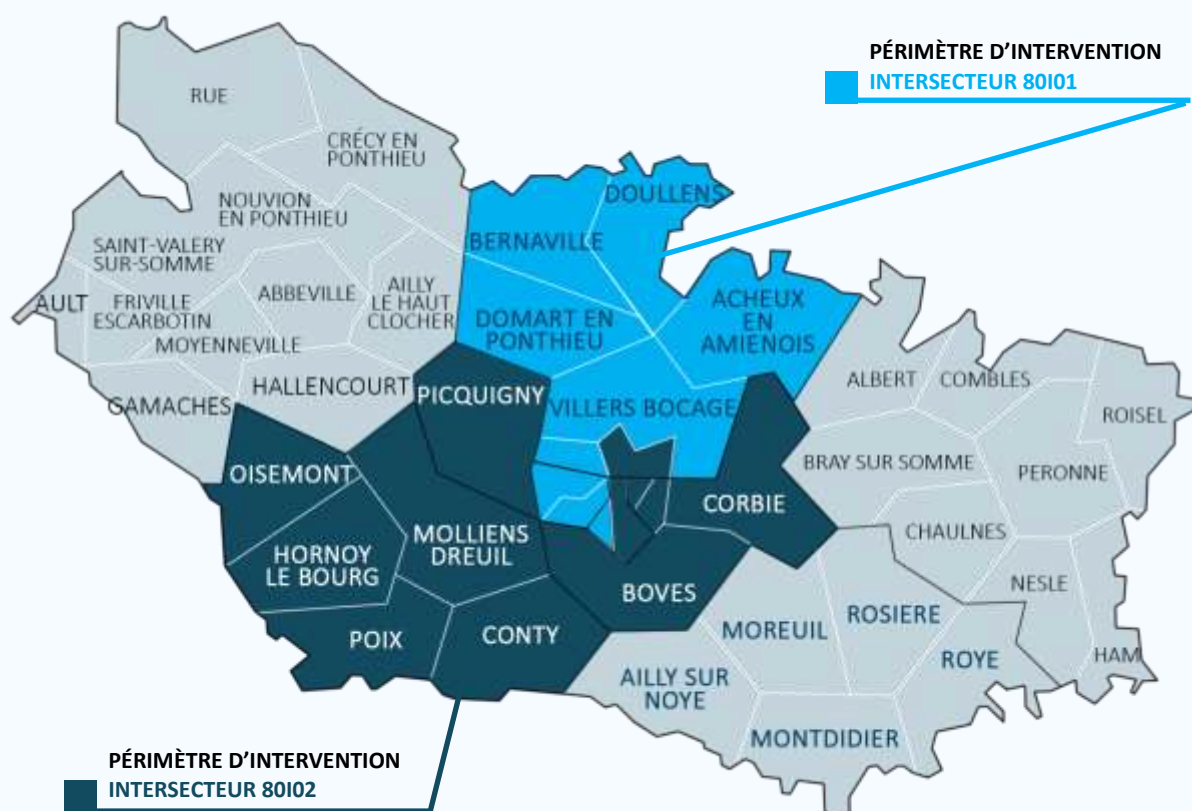 PÉRIMÈTRE D'INTERVENTION
INTERSECTEUR 80I01
RUE
CRÉCY EN
PONTHIEU
DOULLENS
NOUVION
EN PONTHIEU
BERNAVILLE
SAINT-VALERY
SUR-SOMME
ABBEVILLE
AILLY
LE HAUT
CLOCHER
AULT
FRIVILLE
ESCARBOTIN
ACHEUX
EN
AMIENOIS
DOMART EN
PONTHIEU
MOYENNEVILLE
HALLENCOURT
PICQUIGNY
ALBERT
COMBLES
GAMACHES
VILLERS BOCAGE
ROISEL
OISEMONT
BRAY SUR SOMME
PERONNE
CORBIE
MOLLIENS
DREUIL
CHAULNES
HORNOY
LE BOURG
NESLE
BOVES
ROSIERE
MOREUIL
POIX
CONTY
ROYE
HAM
AILLY SUR
NOYE
MONTDIDIER
PÉRIMÈTRE D'INTERVENTION
INTERSECTEUR 80I02